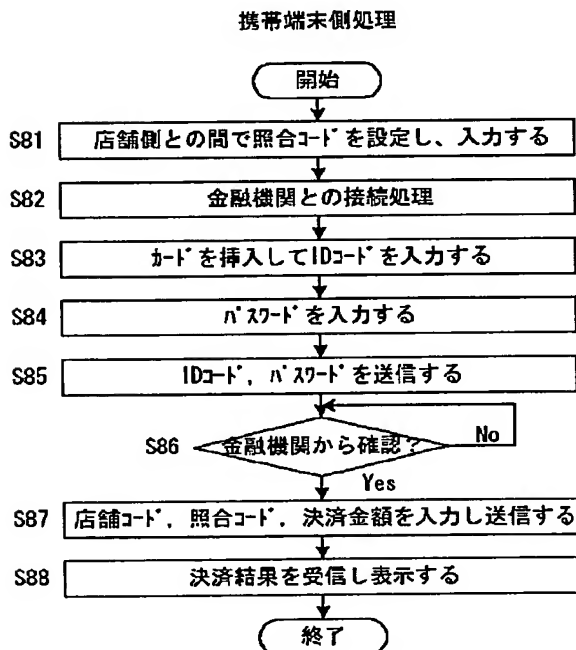 携帯端末側処理
開始
S81 店舗側との間で照合ｺｰﾄﾞを設定し、入力する
S82 金融機関との接続処理
S83 ｶｰﾄﾞを挿入してIDｺｰﾄﾞを入力する
S84 ﾊﾟｽﾜｰﾄﾞを入力する
S85 IDｺｰﾄﾞ，ﾊﾟｽﾜｰﾄﾞを送信する
S86 金融機関から確認？ No
Yes
S87 店舗ｺｰﾄﾞ，照合ｺｰﾄﾞ，決済金額を入力し送信する
S88 決済結果を受信し表示する
終了